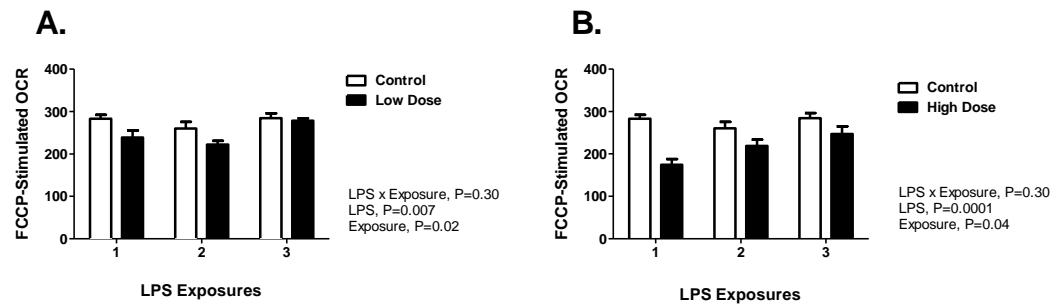 A.
FCCP-Stimulated OCR
400
300
200
100
0
1 2 3
LPS Exposures
Control
Low Dose
LPS x Exposure, P=0.30
LPS, P=0.007
Exposure, P=0.02
B.
FCCP-Stimulated OCR
400
300
200
100
0
1 2 3
LPS Exposures
Control
High Dose
LPS x Exposure, P=0.30
LPS, P=0.0001
Exposure, P=0.04